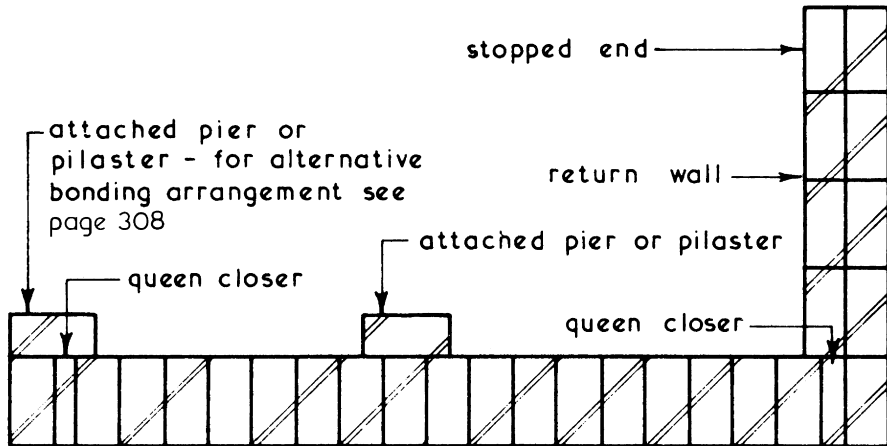 stopped end
attached pier or
pilaster - for alternative
bonding arrangement see
page 308
return wall
attached pier or pilaster
queen closer
queen closer